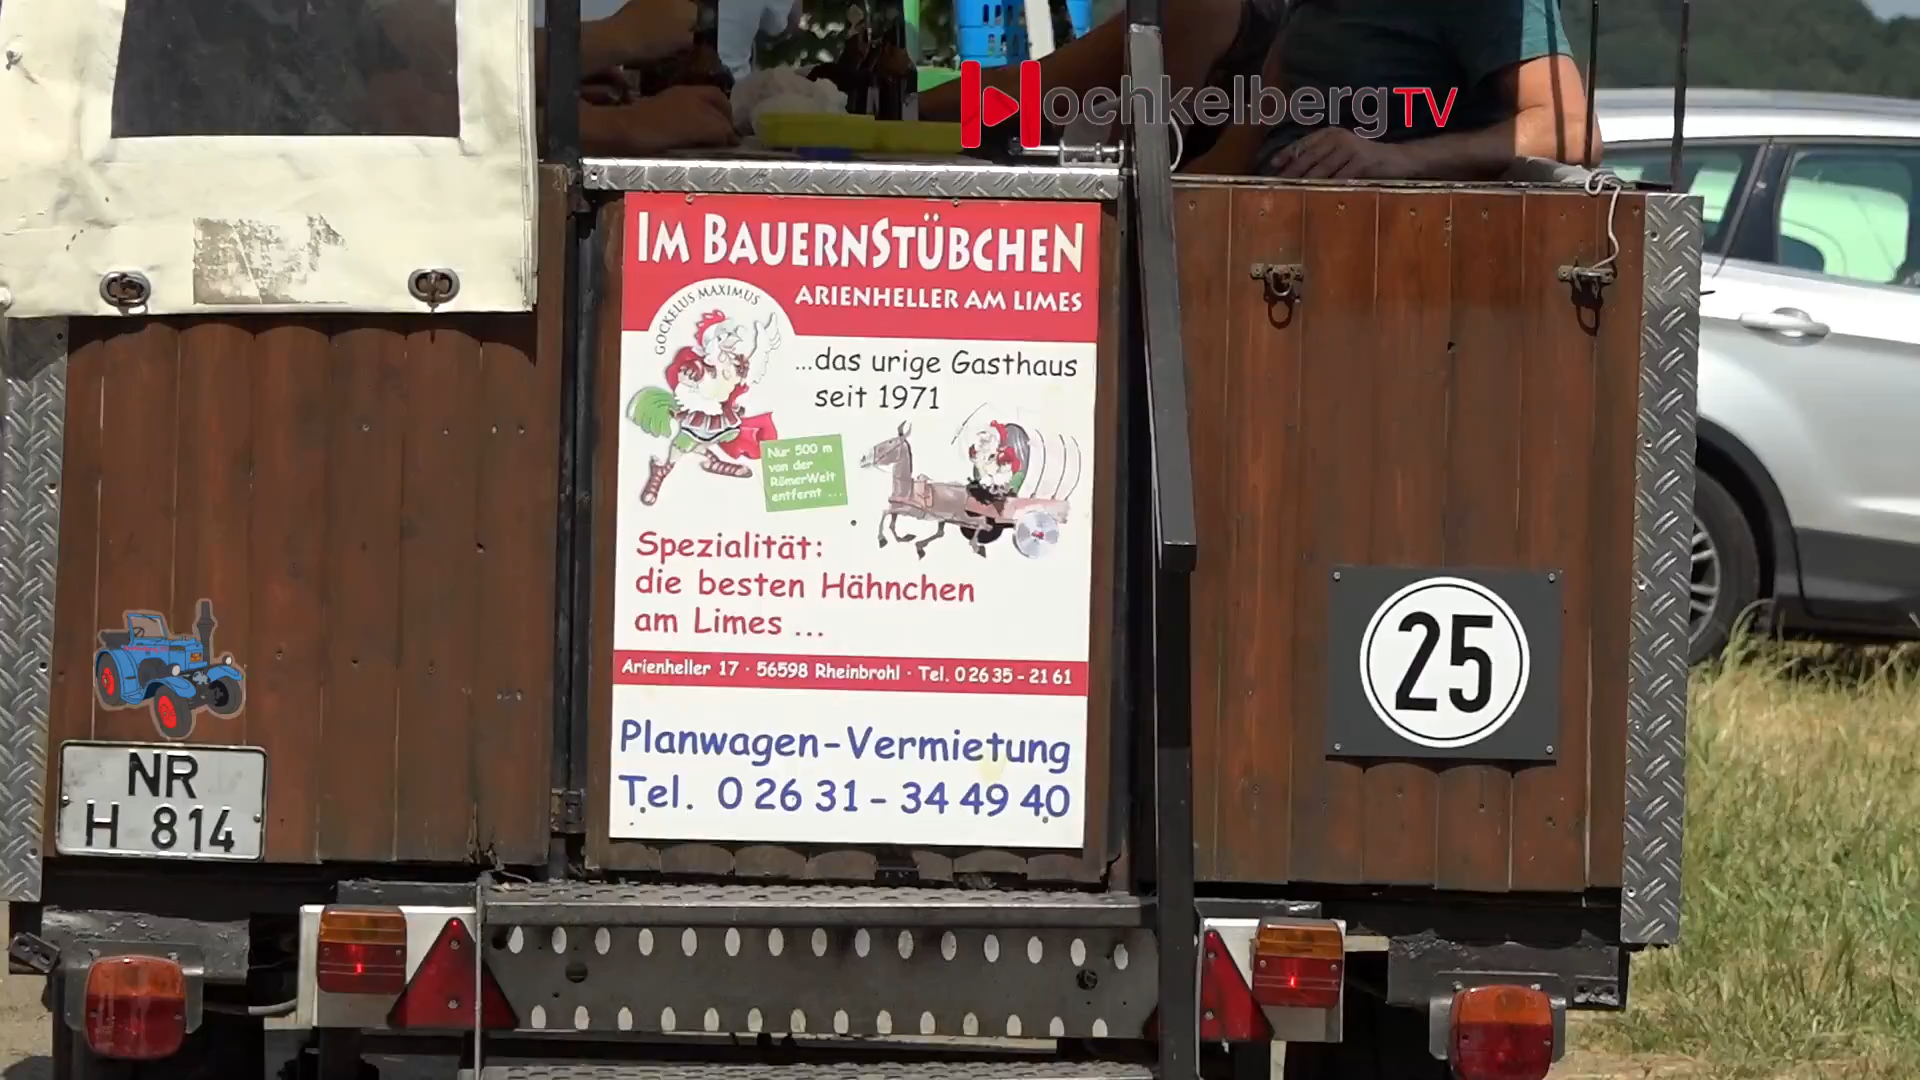 HochkelbergTV
IM BAUERNSTÜBCHEN
ARIENHELLER AM LIMES
GOCKELUS MAXIMUS
...das urige Gasthaus
seit 1971
Nur 500 m
von der
RömerWelt
entfernt ...
Spezialität:
die besten Hähnchen
am Limes ...
Arienheller 17 · 56598 Rheinbrohl · Tel. 0 26 35 - 21 61
Planwagen-Vermietung
Tel. 0 26 31 - 34 49 40
25
NR
H 814